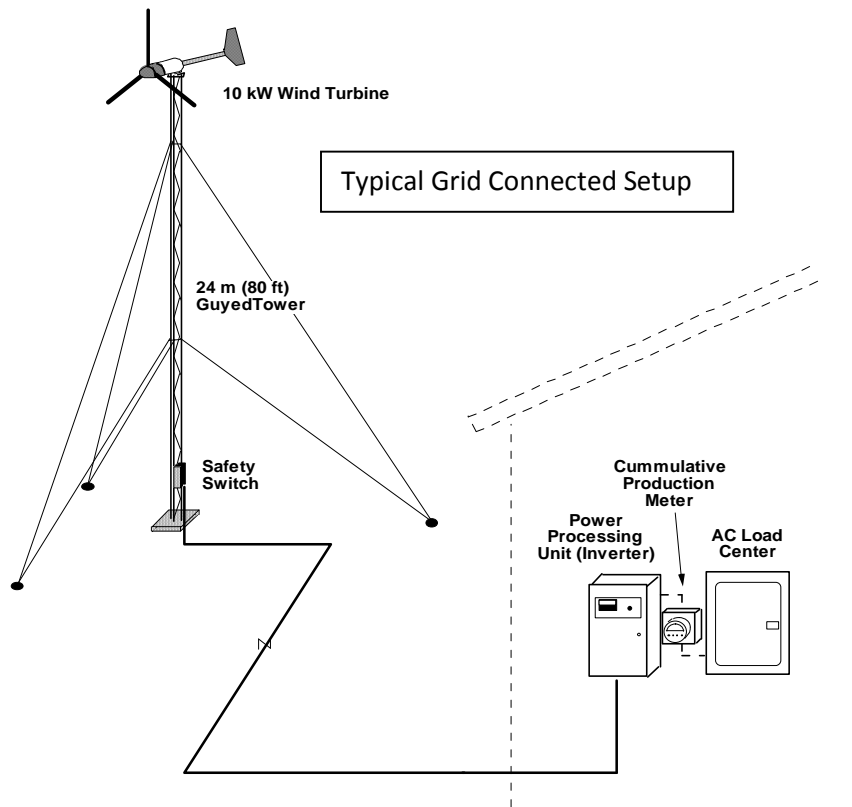 10 kW Wind Turbine
Typical Grid Connected Setup
24 m (80 ft)
GuyedTower
Safety
Switch
Cummulative
Production
Meter
Power
Processing
Unit (Inverter)
AC Load
Center